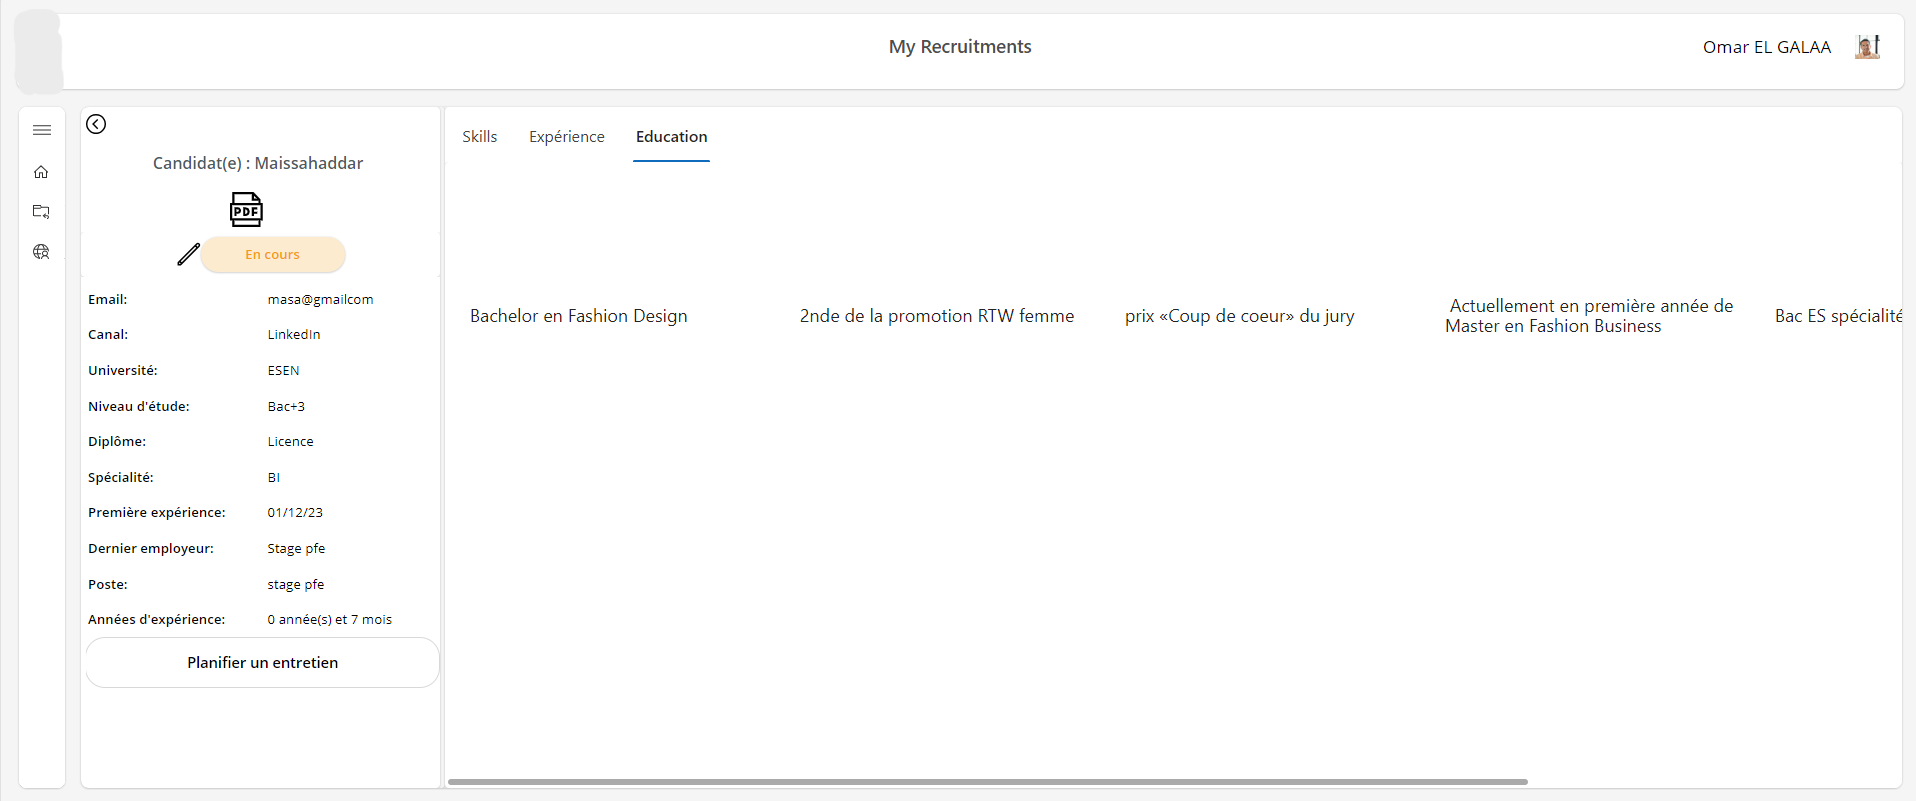 My Recruitments
Omar EL GALAA
Candidat(e) : Maissahaddar
PDF
En cours
Email: masa@gmailcom
Canal: LinkedIn
Université: ESEN
Niveau d'étude: Bac+3
Diplôme: Licence
Spécialité: BI
Première expérience: 01/12/23
Dernier employeur: Stage pfe
Poste: stage pfe
Années d'expérience: 0 année(s) et 7 mois
Planifier un entretien
Skills Expérience Education
Bachelor en Fashion Design
2nde de la promotion RTW femme
prix «Coup de coeur» du jury
Actuellement en première année de
Master en Fashion Business
Bac ES spécialité